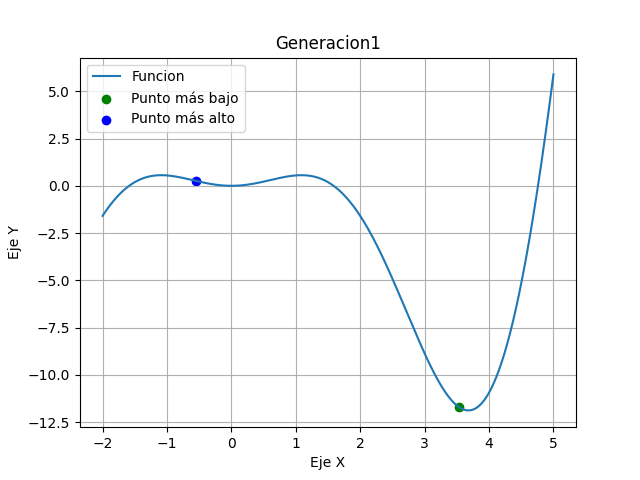 Generacion1
Funcion
Punto más bajo
Punto más alto
Eje Y
5.0
2.5
0.0
−2.5
−5.0
−7.5
−10.0
−12.5
−2 −1 0 1 2 3 4 5
Eje X